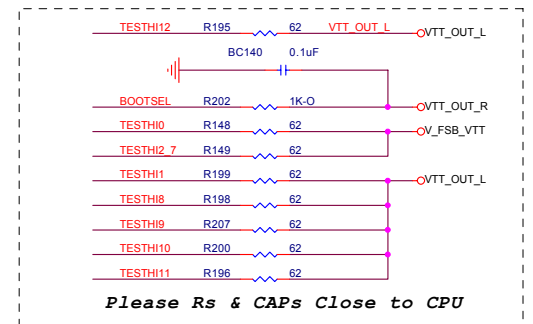 TESTHI12 R195 62 VTT_OUT_L VTT_OUT_L
BC140 0.1uF
BOOTSEL R202 1K-O VTT_OUT_R
TESTHI0 R148 62 V_FSB_VTT
TESTHI2_7 R149 62
TESTHI1 R199 62 VTT_OUT_L
TESTHI8 R198 62
TESTHI9 R207 62
TESTHI10 R200 62
TESTHI11 R196 62
Please Rs & CAPs Close to CPU